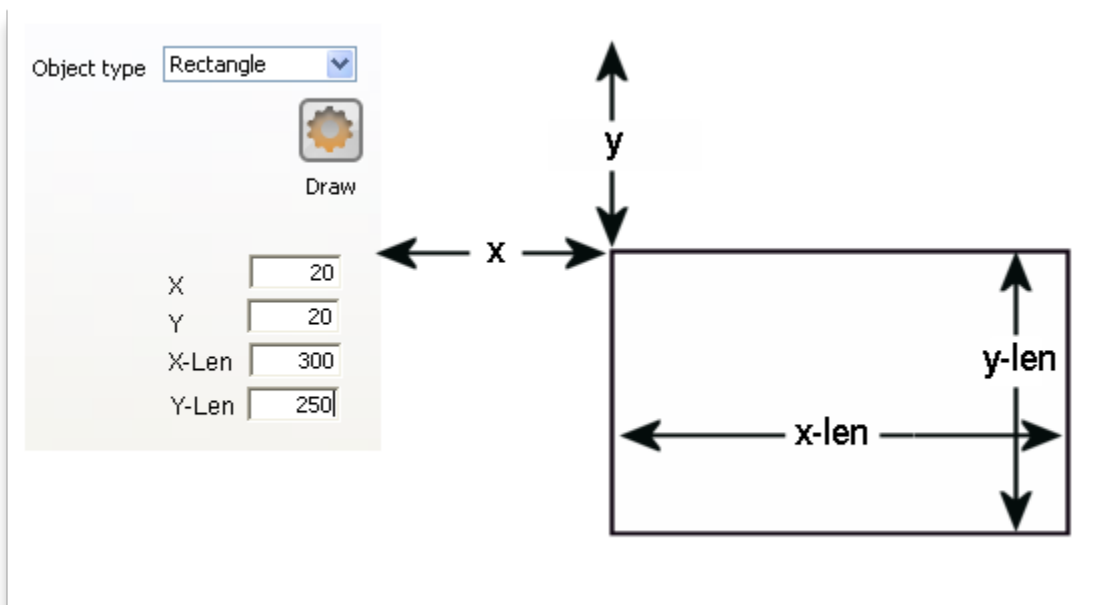 Object type Rectangle
Draw
X 20
Y 20
X-Len 300
Y-Len 250
y
x
y-len
x-len